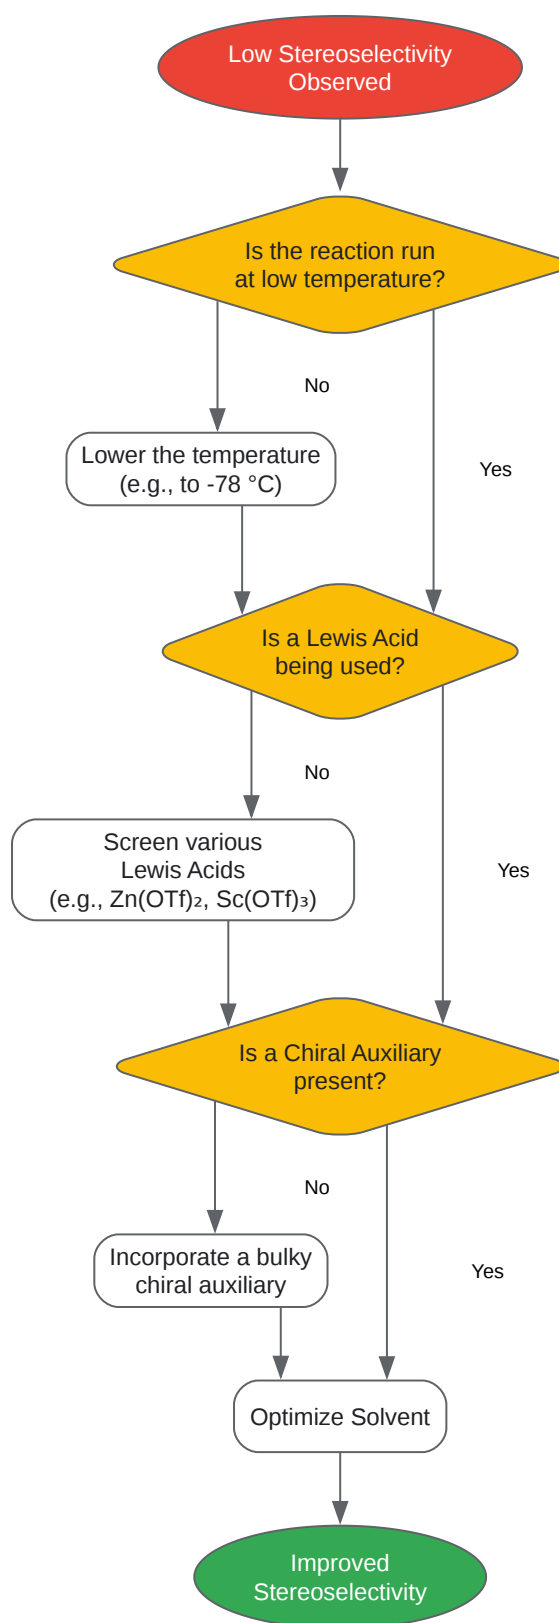 Low Stereoselectivity
Observed
Is the reaction run
at low temperature?
No
Lower the temperature
(e.g., to -78 °C)
Yes
Is a Lewis Acid
being used?
No
Screen various
Lewis Acids
(e.g., Zn(OTf)₂, Sc(OTf)₃)
Yes
Is a Chiral Auxiliary
present?
No
Incorporate a bulky
chiral auxiliary
Yes
Optimize Solvent
Improved
Stereoselectivity